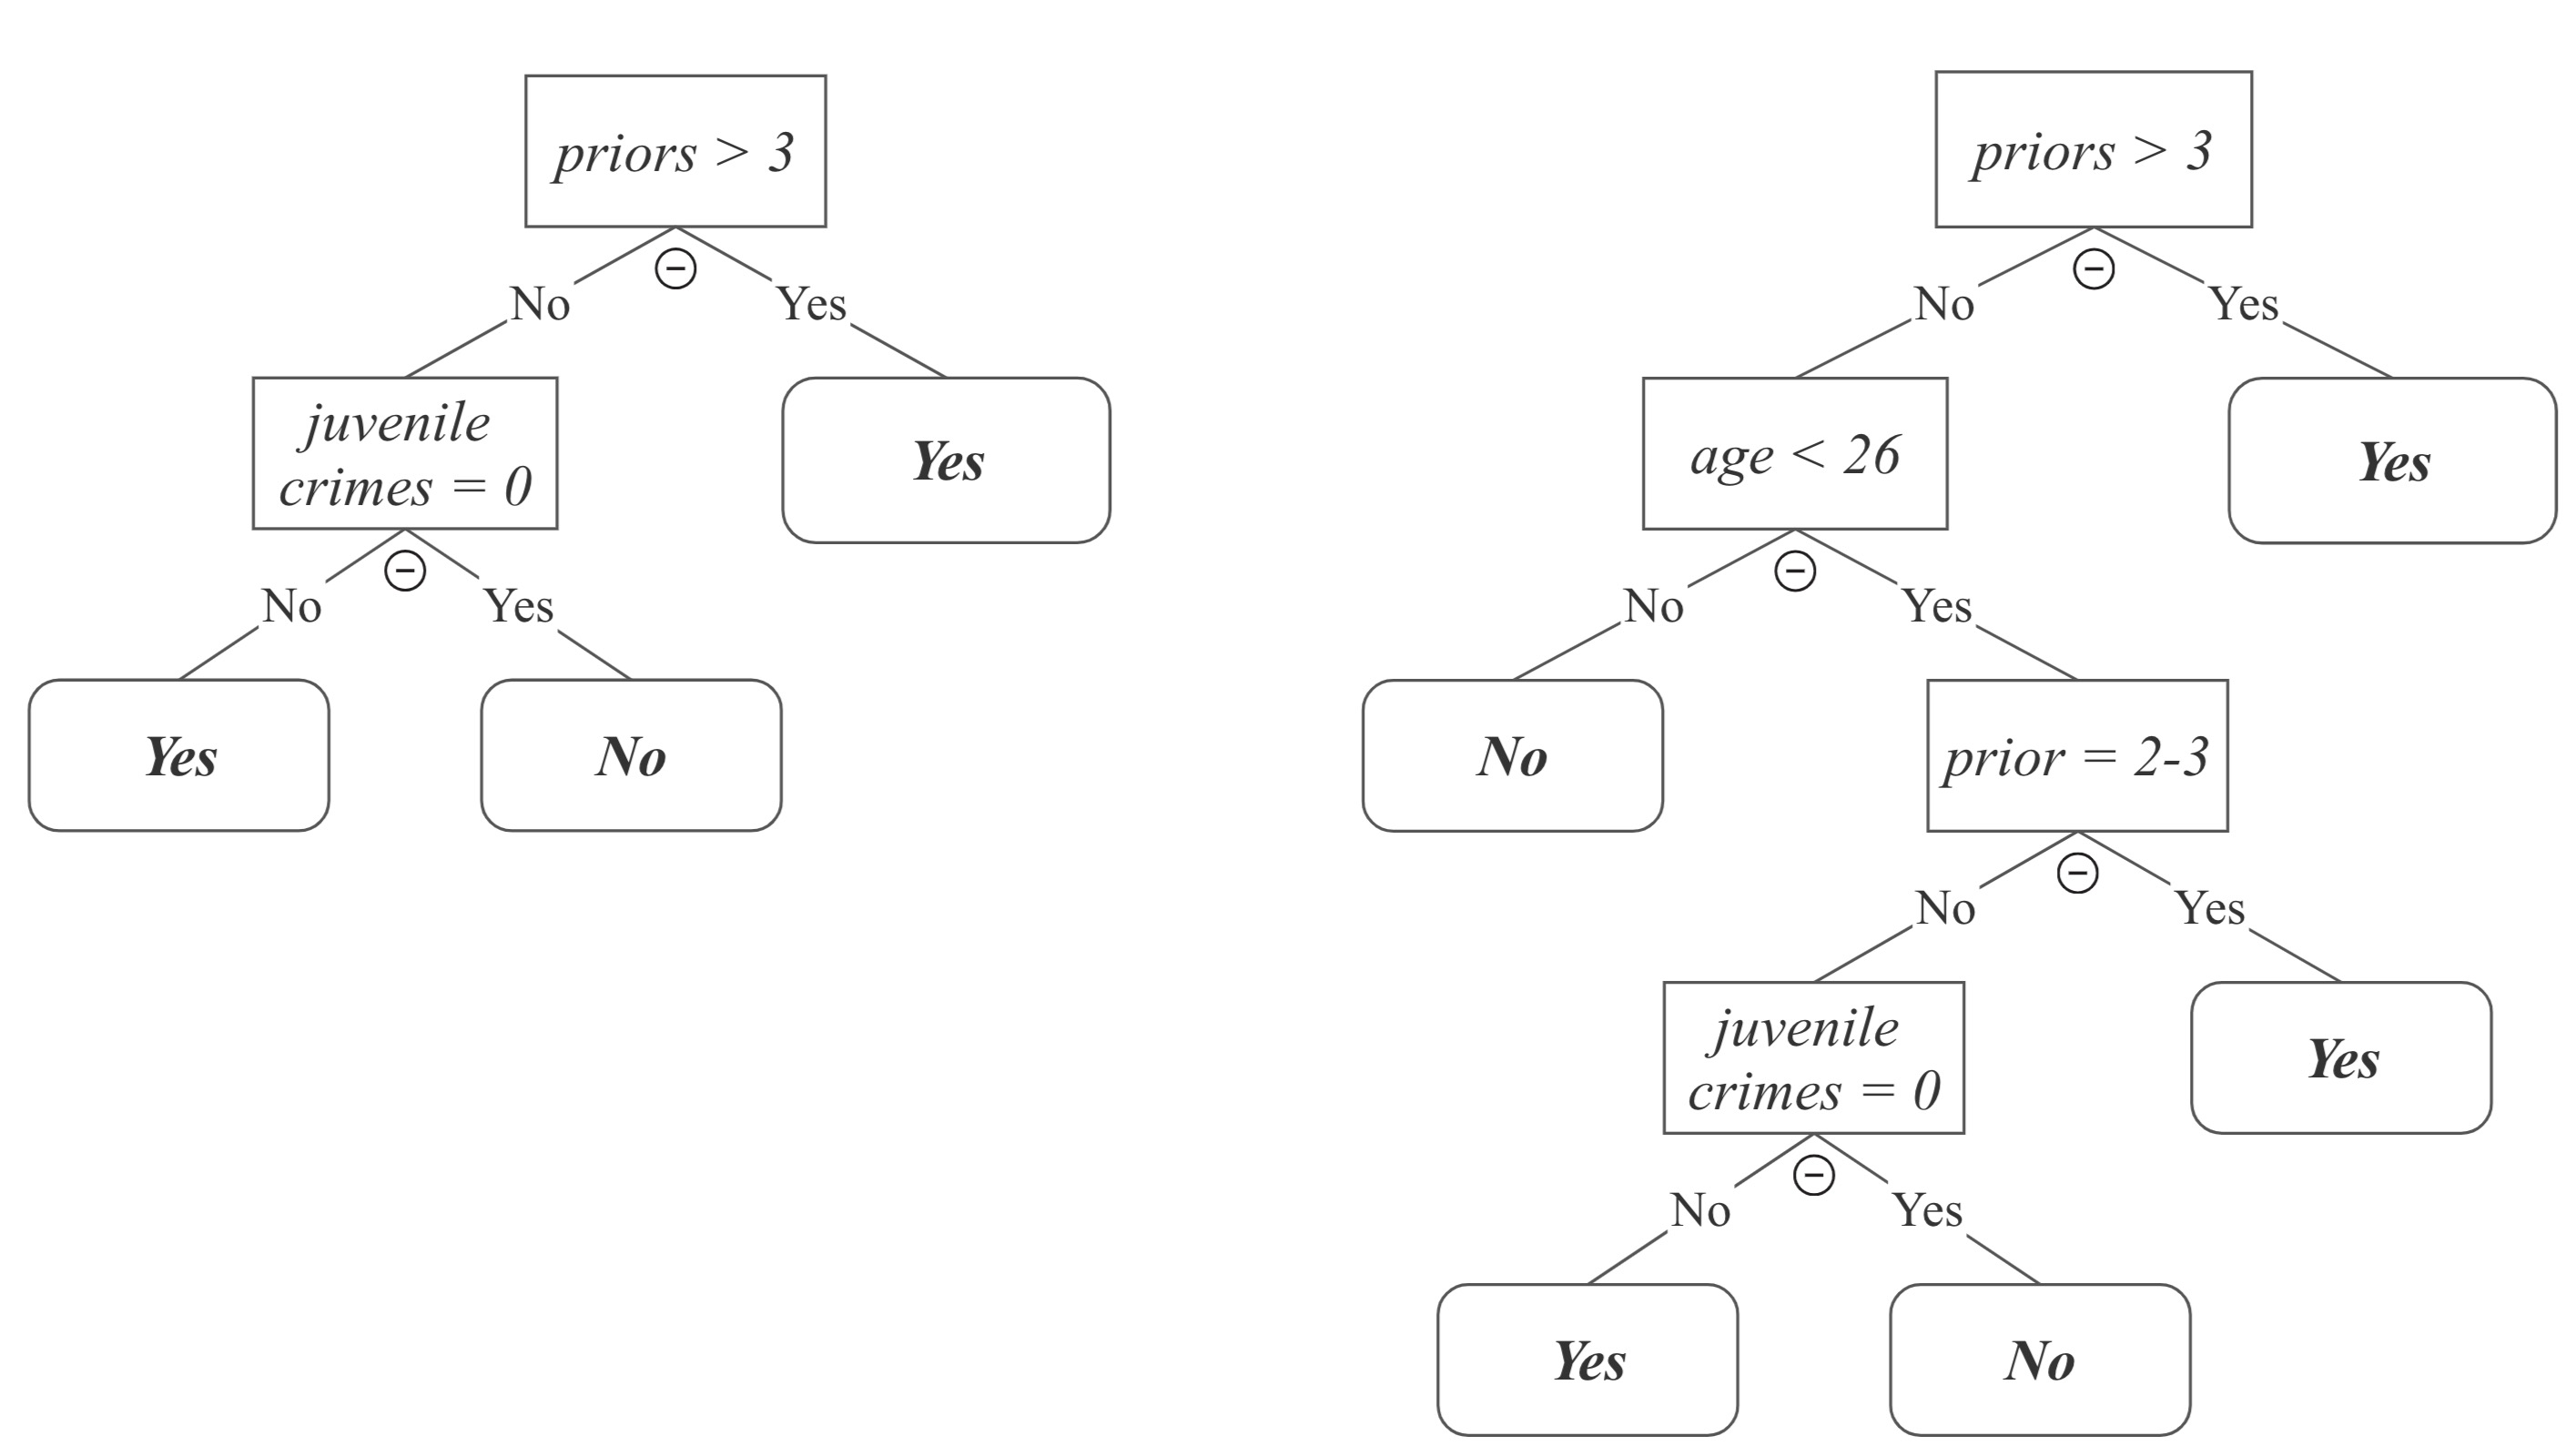 priors > 3
No
Yes
juvenile
crimes = 0
Yes
No
Yes
Yes
No
priors > 3
No
Yes
age < 26
Yes
No
Yes
No
prior = 2-3
No
Yes
juvenile
crimes = 0
Yes
No
Yes
Yes
No